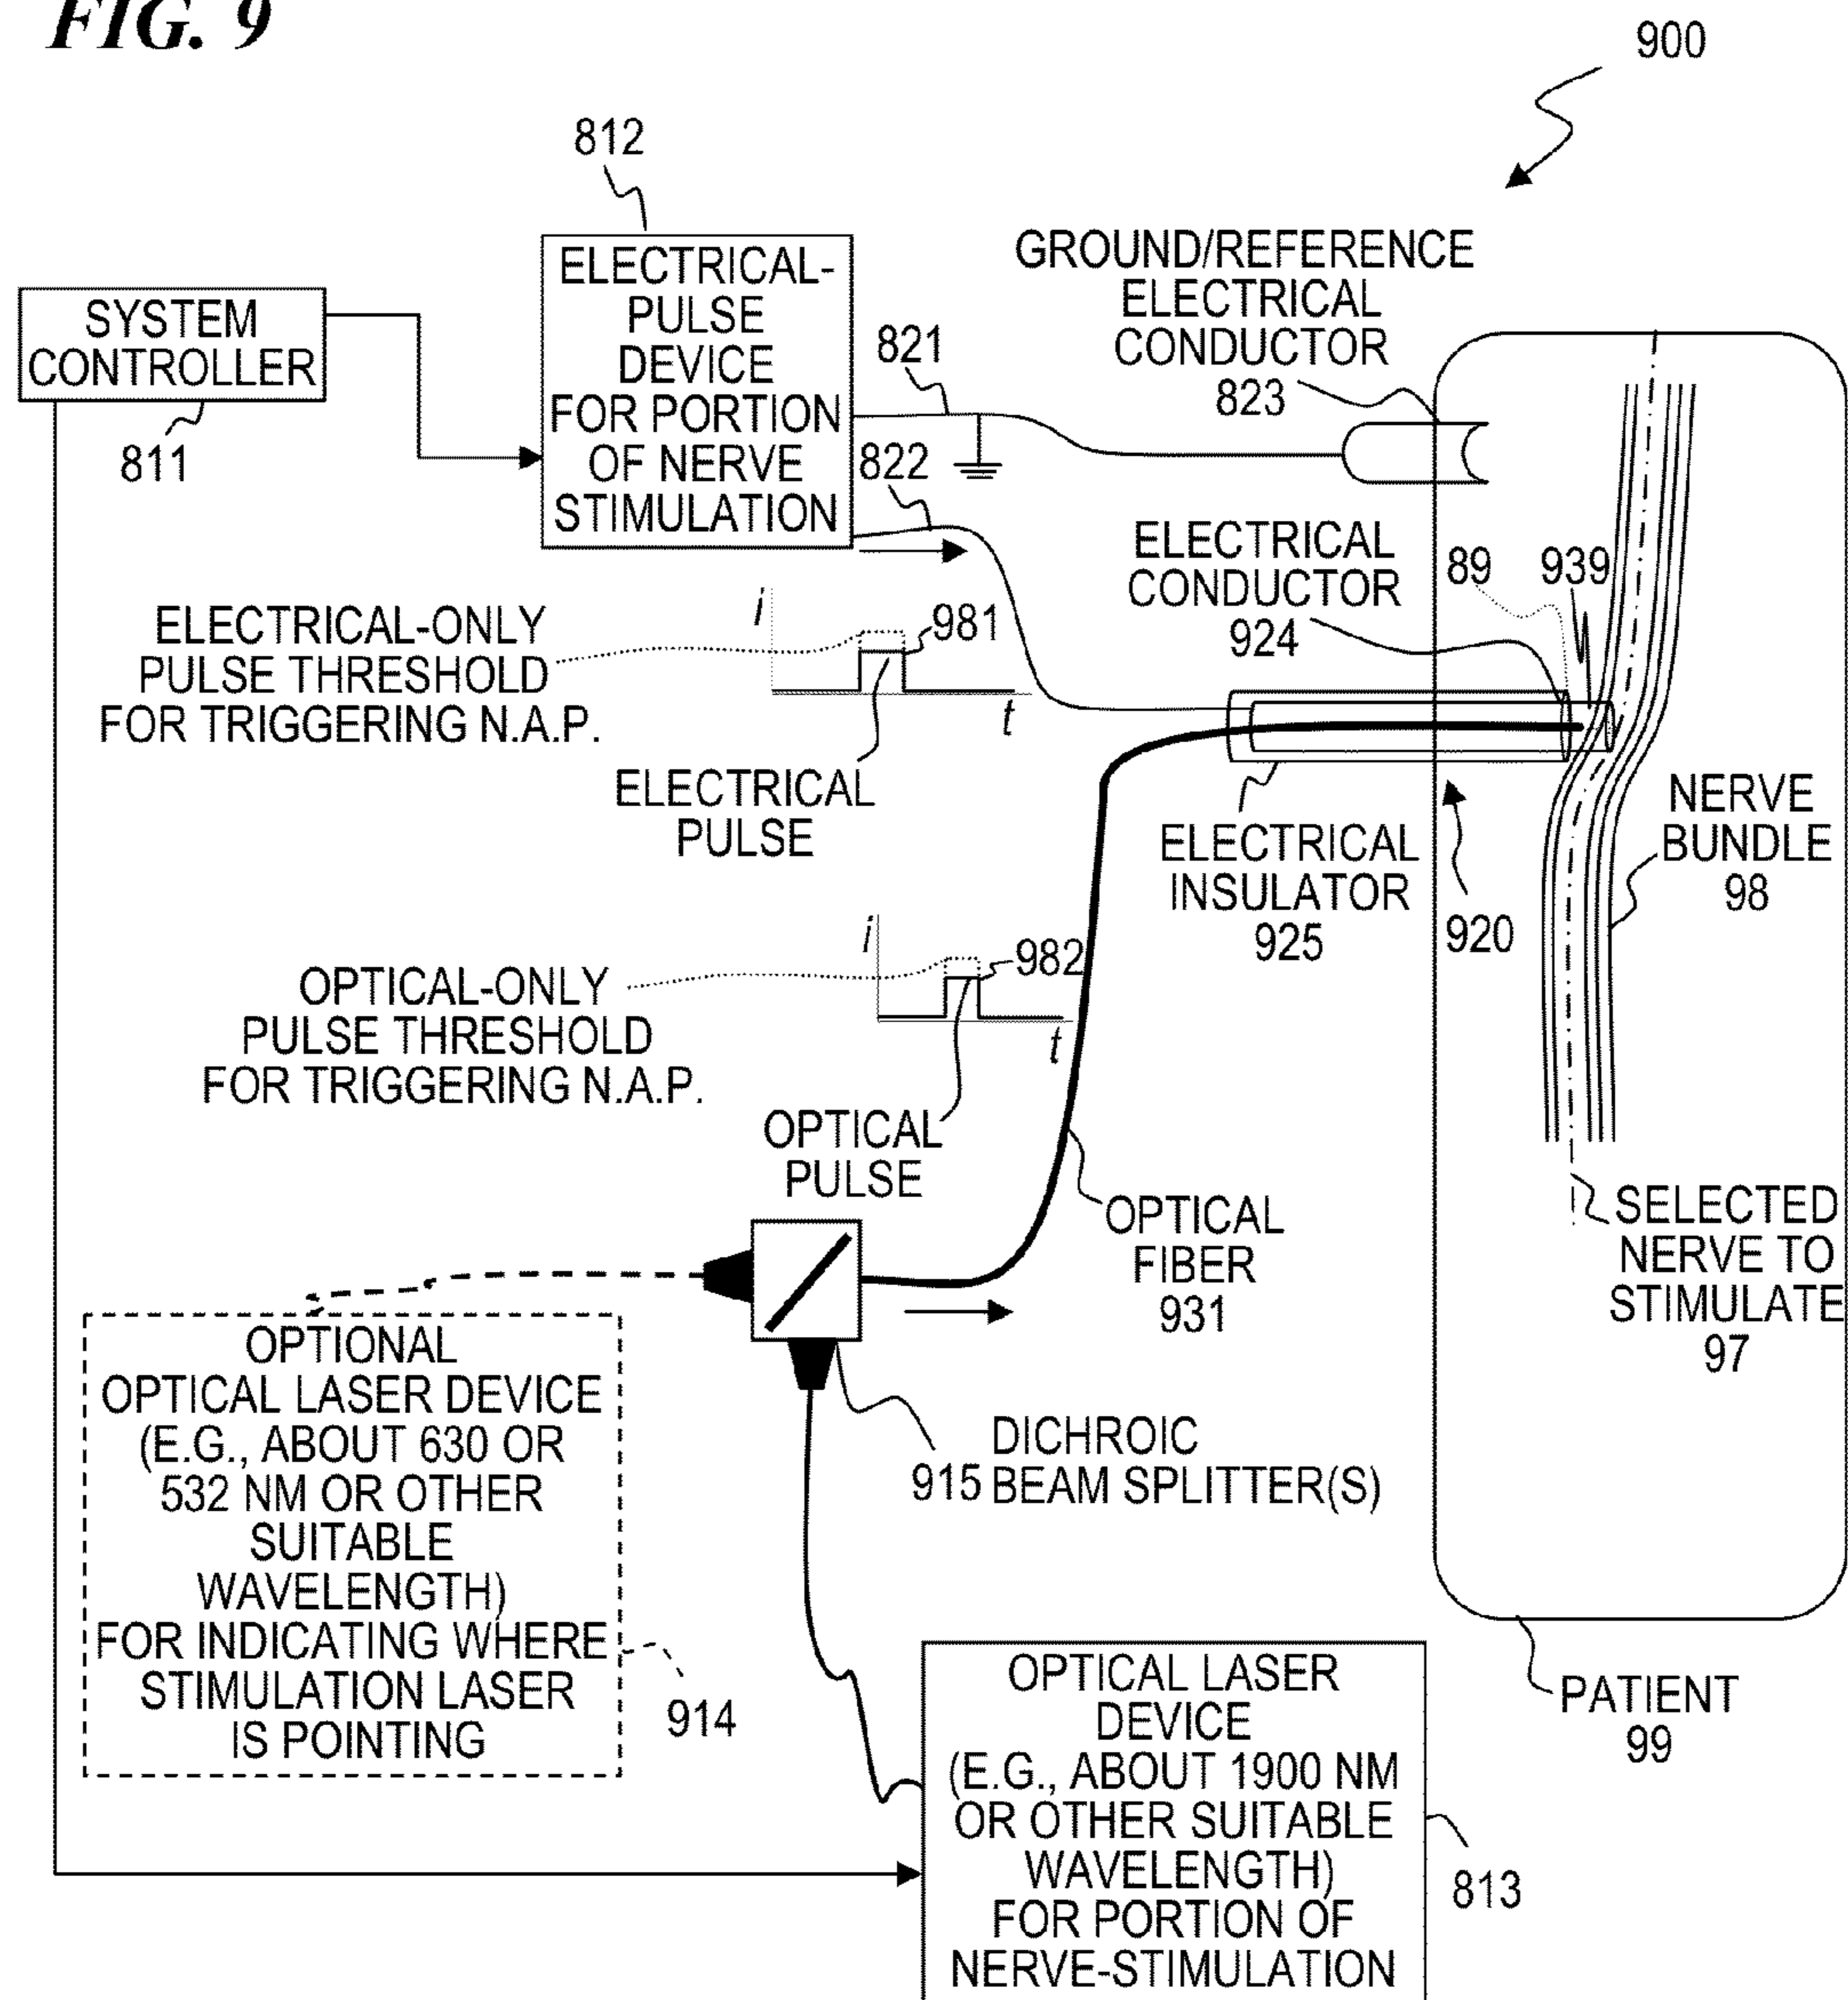 FIG. 9
900
812
ELECTRICAL-
PULSE
DEVICE
FOR PORTION
OF NERVE
STIMULATION
SYSTEM
CONTROLLER
811
821
822
GROUND/REFERENCE
ELECTRICAL
CONDUCTOR
823
ELECTRICAL
CONDUCTOR
924
89
939
ELECTRICAL-ONLY
PULSE THRESHOLD
FOR TRIGGERING N.A.P.
i
981
t
ELECTRICAL
PULSE
ELECTRICAL
INSULATOR
925
920
NERVE
BUNDLE
98
OPTICAL-ONLY
PULSE THRESHOLD
FOR TRIGGERING N.A.P.
i
982
t
OPTICAL
PULSE
OPTICAL
FIBER
931
SELECTED
NERVE TO
STIMULATE
97
OPTIONAL
OPTICAL LASER DEVICE
(E.G., ABOUT 630 OR
532 NM OR OTHER
SUITABLE
WAVELENGTH)
FOR INDICATING WHERE
STIMULATION LASER
IS POINTING
914
DICHROIC
915 BEAM SPLITTER(S)
OPTICAL LASER
DEVICE
(E.G., ABOUT 1900 NM
OR OTHER SUITABLE
WAVELENGTH)
FOR PORTION OF
NERVE-STIMULATION
813
PATIENT
99